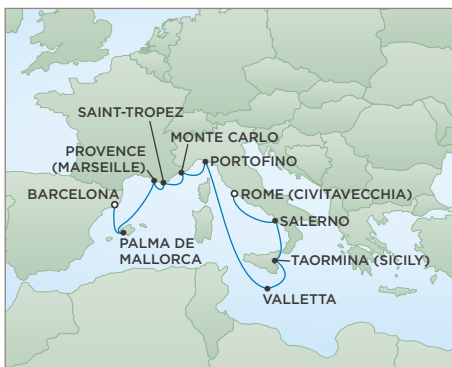 SAINT-TROPEZ
MONTE CARLO
PROVENCE
(MARSEILLE)
PORTOFINO
BARCELONA
ROME (CIVITAVECCHIA)
SALERNO
PALMA DE
MALLORCA
TAORMINA (SICILY)
VALLETTA